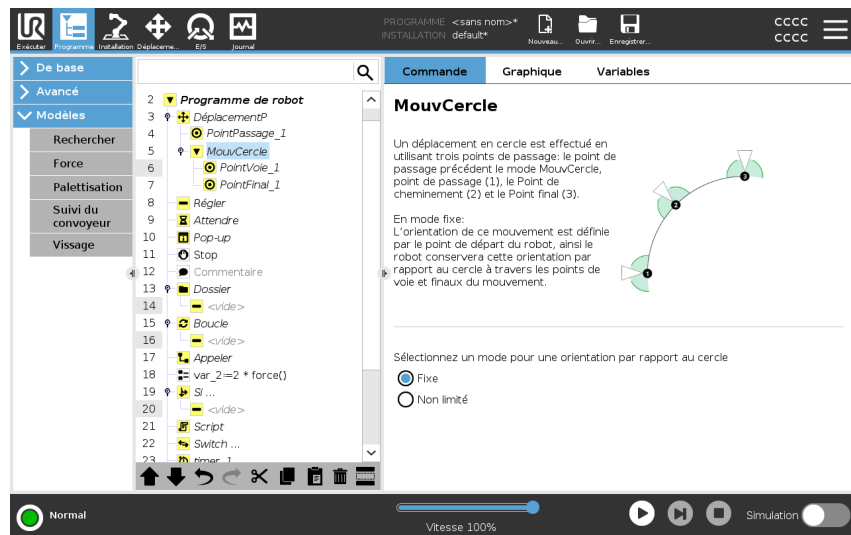 PROGRAMME <sans nom>*
INSTALLATION default*
Exécuter
Programme
Installation
Déplaceme...
E/S
Journal
Nouveau...
Ouvrir...
Enregistrer...
CCCC
CCCC
De base
Avancé
Modèles
Rechercher
Force
Palettisation
Suivi du
convoyeur
Vissage
2 Programme de robot
3 DéplacementP
4 PointPassage_1
5 MouvCercle
6 PointVoie_1
7 PointFinal_1
8 Régler
9 Attendre
10 Pop-up
11 Stop
12 Commentaire
13 Dossier
14 <vide>
15 Boucle
16 <vide>
17 Appeler
18 var_2≔2 * force()
19 Si ...
20 <vide>
21 Script
22 Switch ...
23 timer_1
Commande
Graphique
Variables
MouvCercle
Un déplacement en cercle est effectué en
utilisant trois points de passage: le point de
passage précédent le mode MouvCercle,
point de passage (1), le Point de
cheminement (2) et le Point final (3).
En mode fixe:
L'orientation de ce mouvement est définie
par le point de départ du robot, ainsi le
robot conservera cette orientation par
rapport au cercle à travers les points de
voie et finaux du mouvement.
3
2
1
Sélectionnez un mode pour une orientation par rapport au cercle
Fixe
Non limité
Normal
Vitesse 100%
Simulation